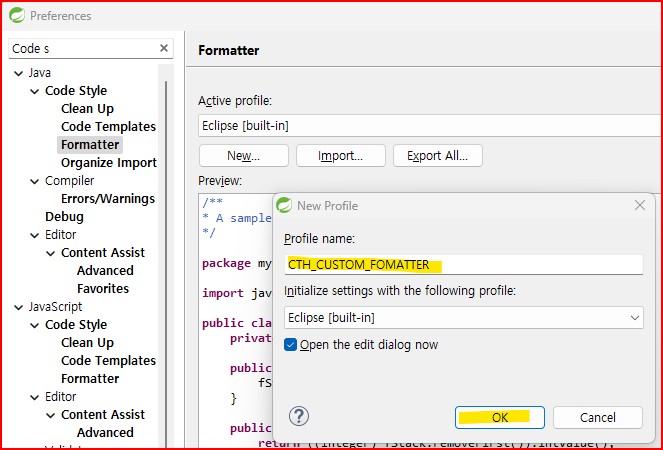 Preferences
Code s
Java
Code Style
Clean Up
Code Templates
Formatter
Organize Import
Compiler
Errors/Warnings
Debug
Editor
Content Assist
Advanced
Favorites
JavaScript
Code Style
Clean Up
Code Templates
Formatter
Editor
Content Assist
Advanced
Formatter
Active profile:
Eclipse [built-in]
New...
Import...
Export All...
Preview:
/**
* A sample
*/
package my
import jav
public cla
priva
public
fS
}
public
return ((Integer) fStack.removeFirst()).intValue();
New Profile
Profile name:
CTH_CUSTOM_FOMATTER
Initialize settings with the following profile:
Eclipse [built-in]
Open the edit dialog now
?
OK
Cancel